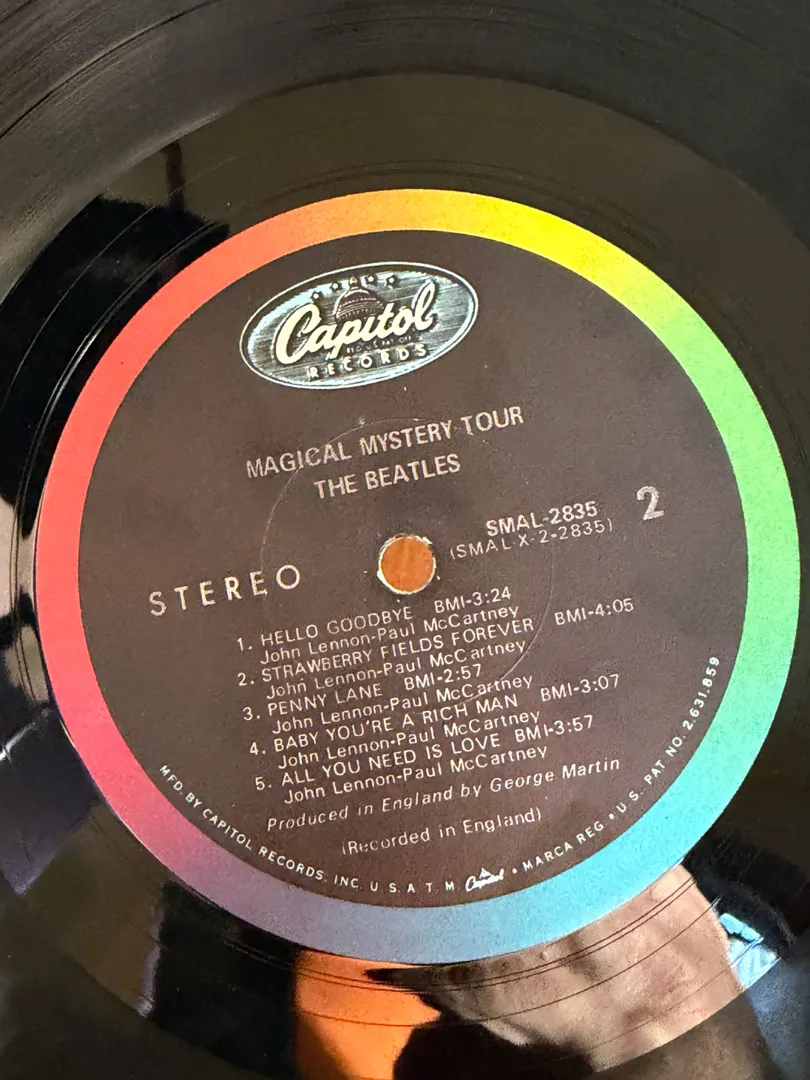 Capitol
RECORDS
MAGICAL MYSTERY TOUR
THE BEATLES
SMAL-2835
(SMAL-X-2-2835)
2
STEREO
1. HELLO GOODBYE BMI-3:24
John Lennon-Paul McCartney
2. STRAWBERRY FIELDS FOREVER BMI-4:05
John Lennon-Paul McCartney
3. PENNY LANE BMI-2:57
John Lennon-Paul McCartney
4. BABY YOU'RE A RICH MAN BMI-3:07
John Lennon-Paul McCartney
5. ALL YOU NEED IS LOVE BMI-3:57
John Lennon-Paul McCartney
Produced in England by George Martin
(Recorded in England)
MFD. BY CAPITOL RECORDS, INC. U. S. A. T. M. Capitol • MARCA REG. • U. S. PAT. NO. 2,631,859